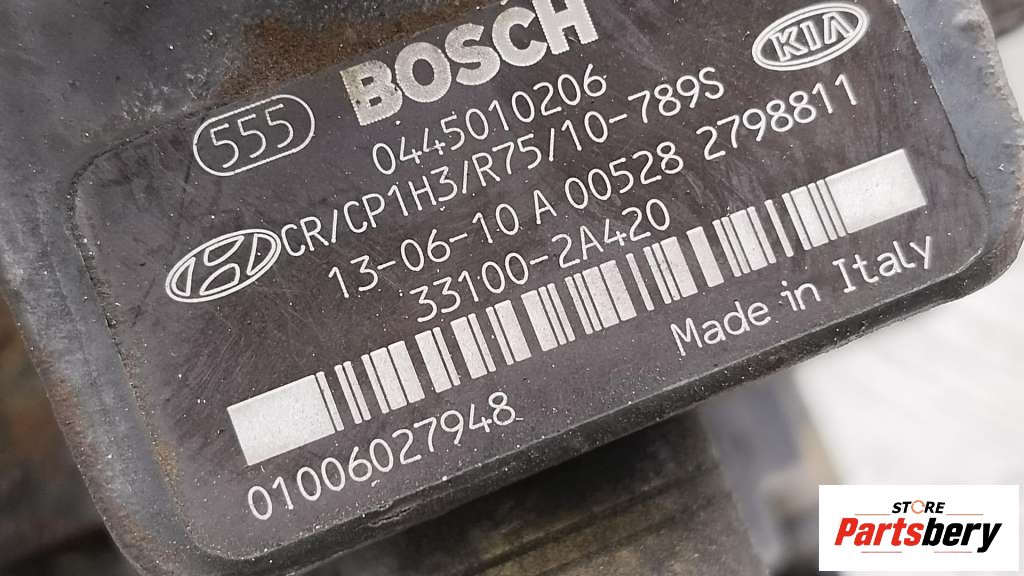 BOSCH
KIA
555
0445010206
CR/CP1H3/R75/10-789S
13-06-10 A 00528 2798811
33100-2A420
Made in Italy
01006027948
STORE
Partsbery